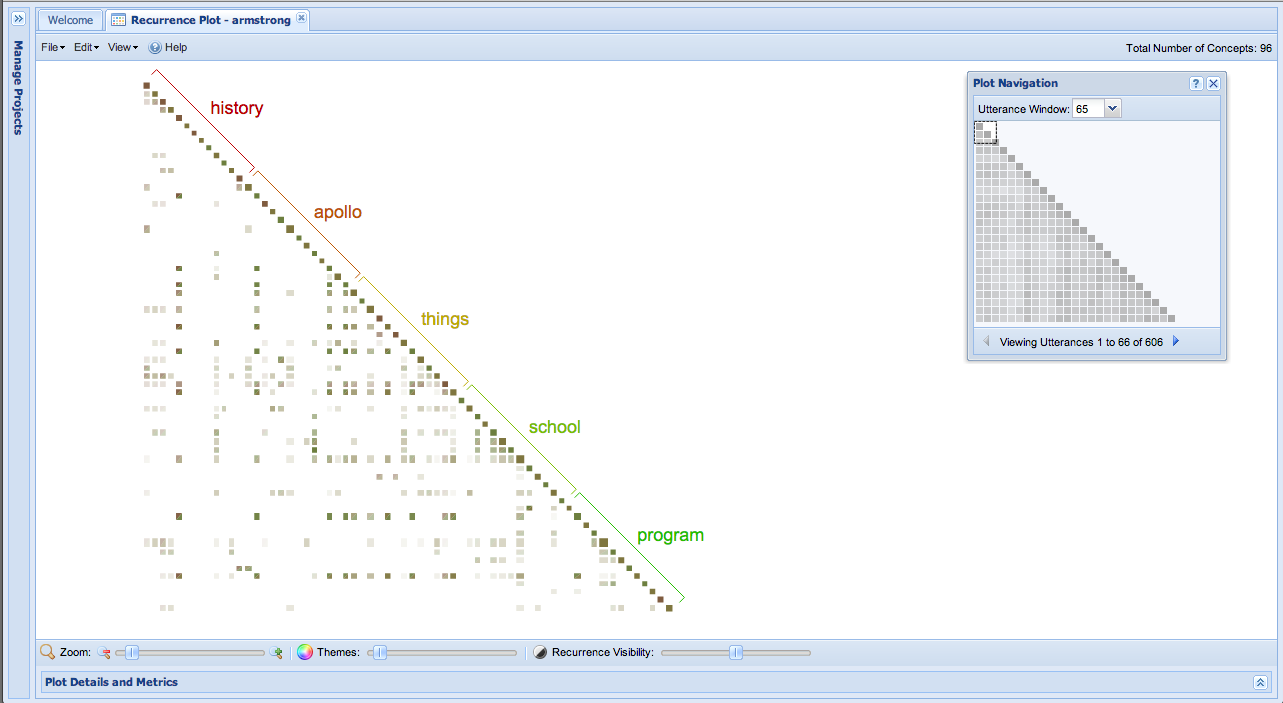 Welcome
Recurrence Plot - armstrong
File
Edit
View
Help
Total Number of Concepts: 96
Manage Projects
history
apollo
things
school
program
Plot Navigation
Utterance Window: 65
Viewing Utterances 1 to 66 of 606
Zoom:
Themes:
Recurrence Visibility:
Plot Details and Metrics